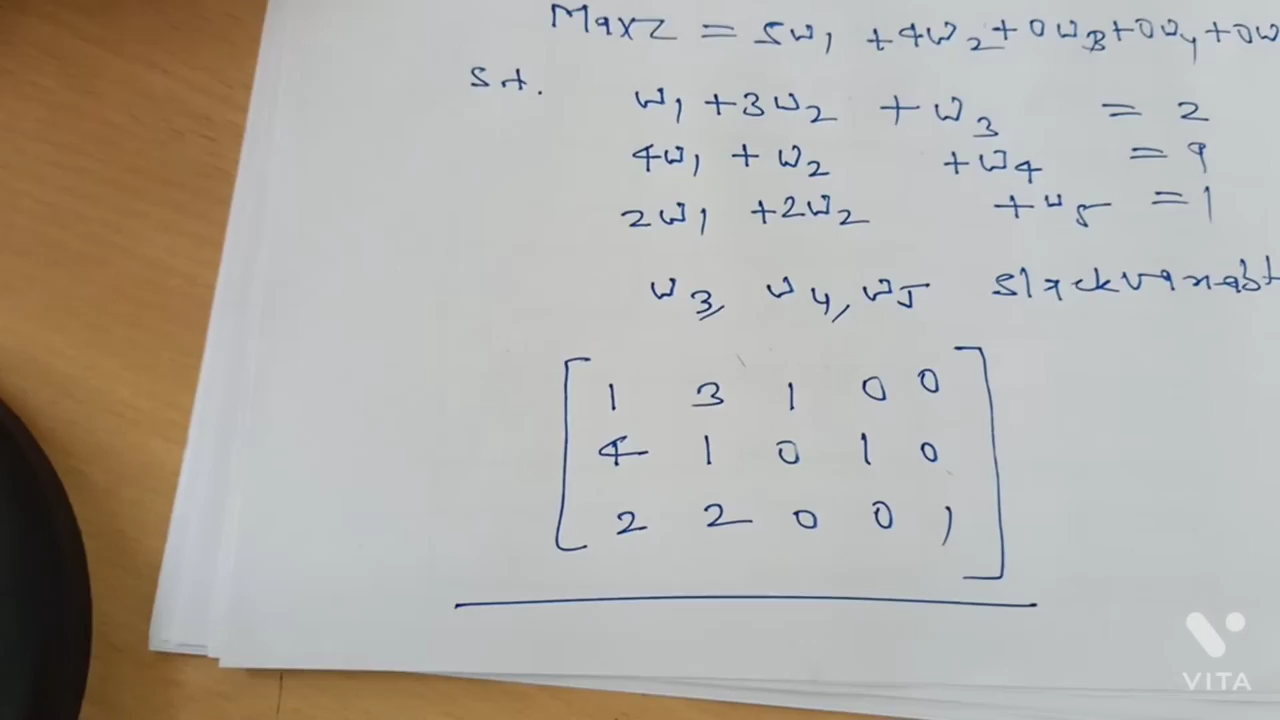 Max Z = 5w1 + 4w2 + 0w3 + 0w4 + 0w
S.t.
w1 + 3w2 + w3 = 2
4w1 + w2 + w4 = 9
2w1 + 2w2 + w5 = 1
w3, w4, w5 slack
1 3 1 0 0
4 1 0 1 0
2 2 0 0 1
VITA